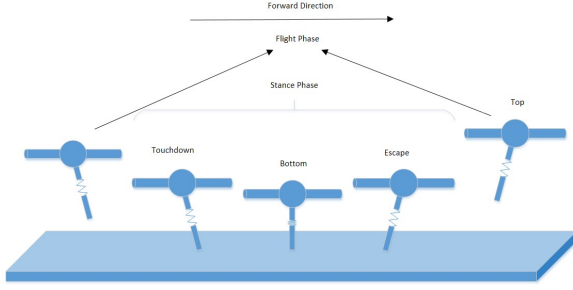 Forward Direction
Flight Phase
Stance Phase
Top
Touchdown
Escape
Bottom